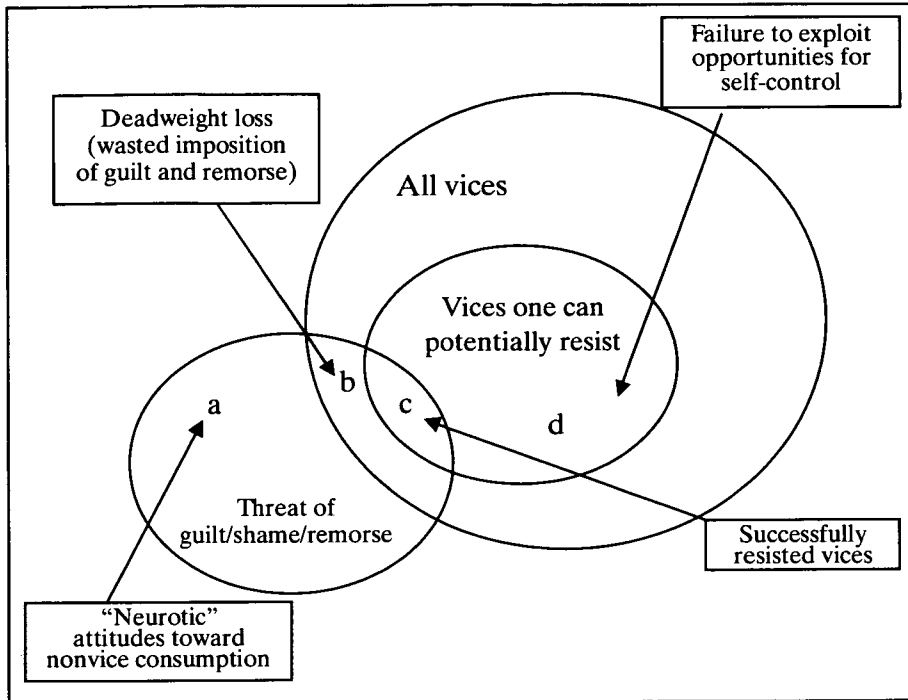 Failure to exploit
opportunities for
self-control
Deadweight loss
(wasted imposition
of guilt and remorse)
All vices
Vices one can
potentially resist
a
b
c
d
Threat of
guilt/shame/remorse
Successfully
resisted vices
“Neurotic”
attitudes toward
nonvice consumption